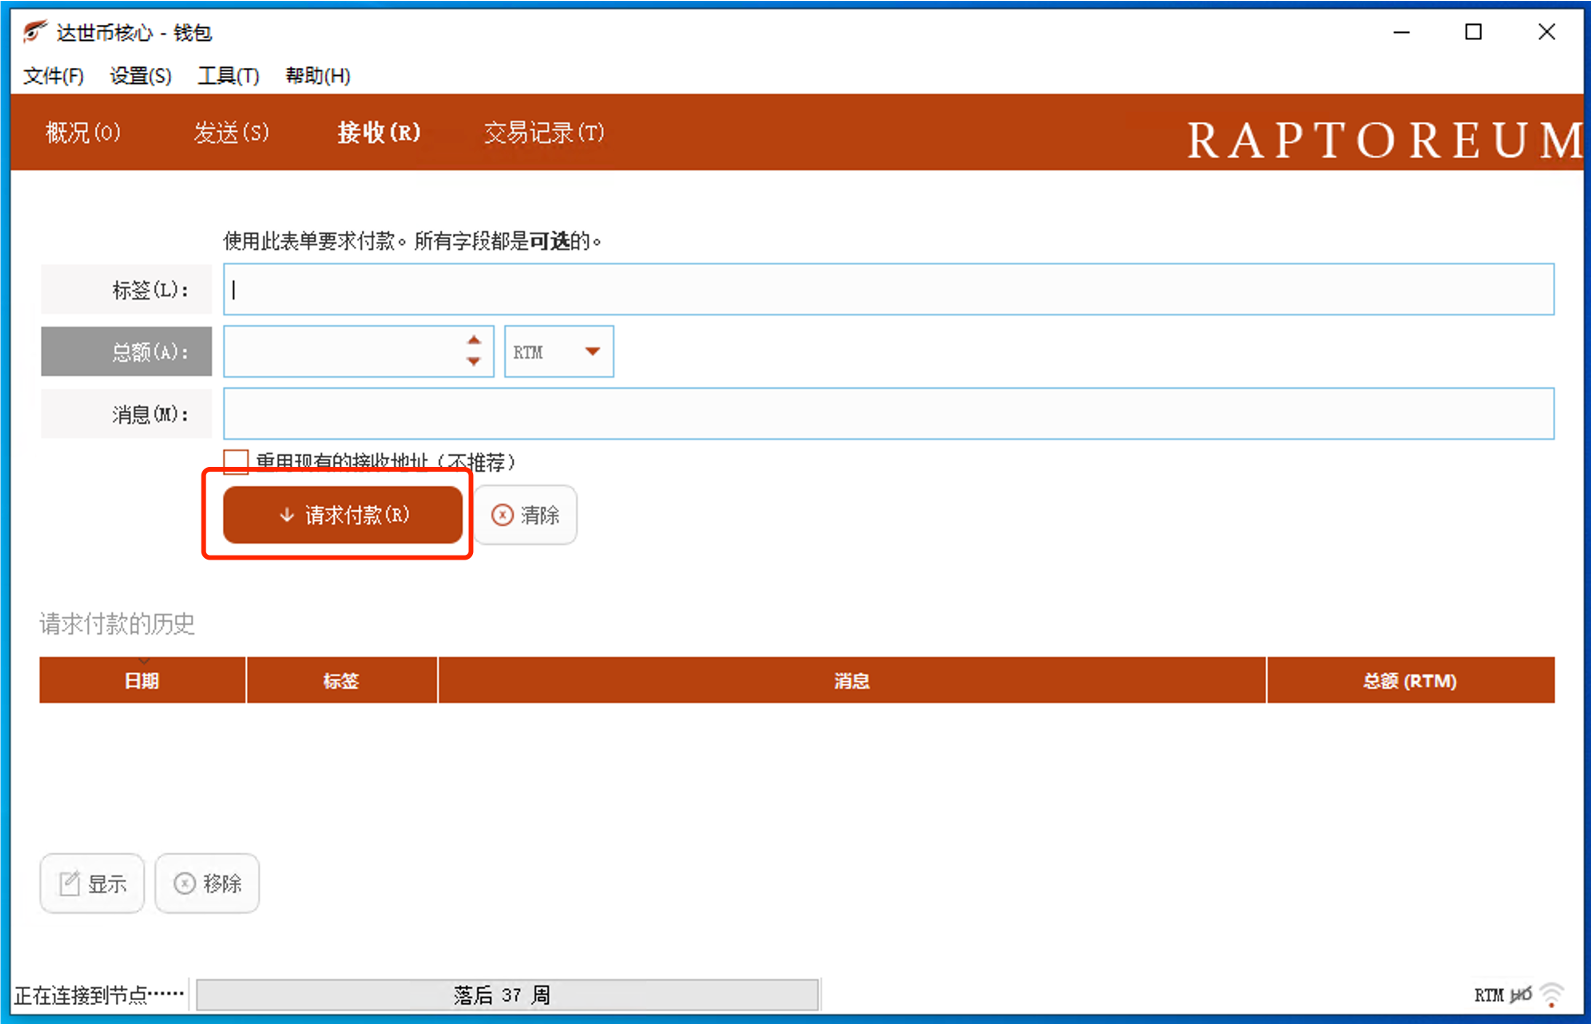 达世币核心 - 钱包
文件(F) 设置(S) 工具(T) 帮助(H)
概况(O) 发送(S) 接收(R) 交易记录(T) RAPTOREUM
使用此表单要求付款。所有字段都是可选的。
标签(L):
总额(A): RTM
消息(M):
重用现有的接收地址（不推荐）
请求付款(R) 清除
请求付款的历史
日期 标签 消息 总额 (RTM)
显示 移除
正在连接到节点…… 落后 37 周 RTM HD